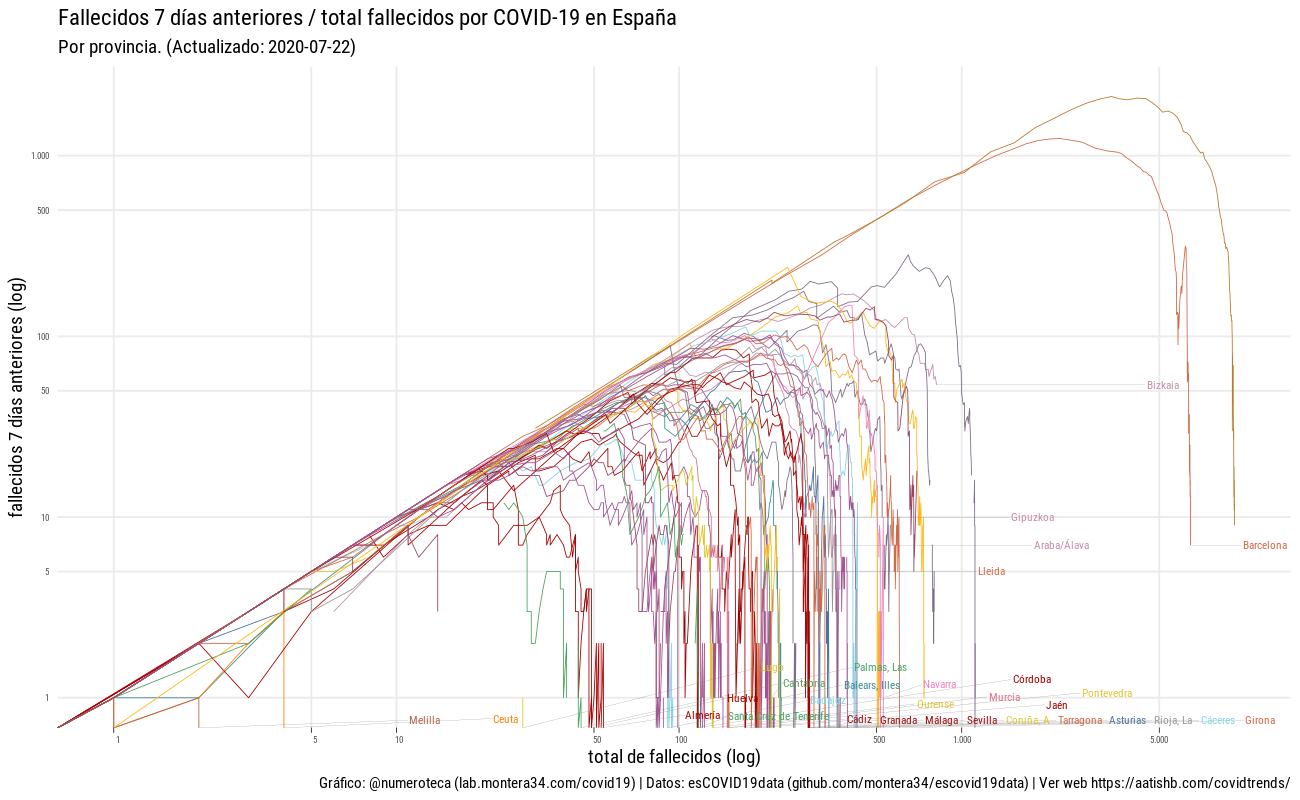 Fallecidos 7 días anteriores / total fallecidos por COVID-19 en España
Por provincia. (Actualizado: 2020-07-22)
fallecidos 7 días anteriores (log)
1.000
500
100
50
10
5
1
Bizkaia
Gipuzkoa
Araba/Álava
Barcelona
Lleida
Lugo
Palmas, Las
Cantabria
Balears, Illes
Navarra
Córdoba
Huelva
Badajoz
Murcia
Pontevedra
Ourense
Jaén
Melilla
Ceuta
Almería
Santa Cruz de Tenerife
Cádiz
Granada
Málaga
Sevilla
Coruña, A
Tarragona
Asturias
Rioja, La
Cáceres
Girona
1
5
10
50
100
500
1.000
5.000
total de fallecidos (log)
Gráfico: @numeroteca (lab.montera34.com/covid19) | Datos: esCOVID19data (github.com/montera34/escovid19data) | Ver web https://aatishb.com/covidtrends/